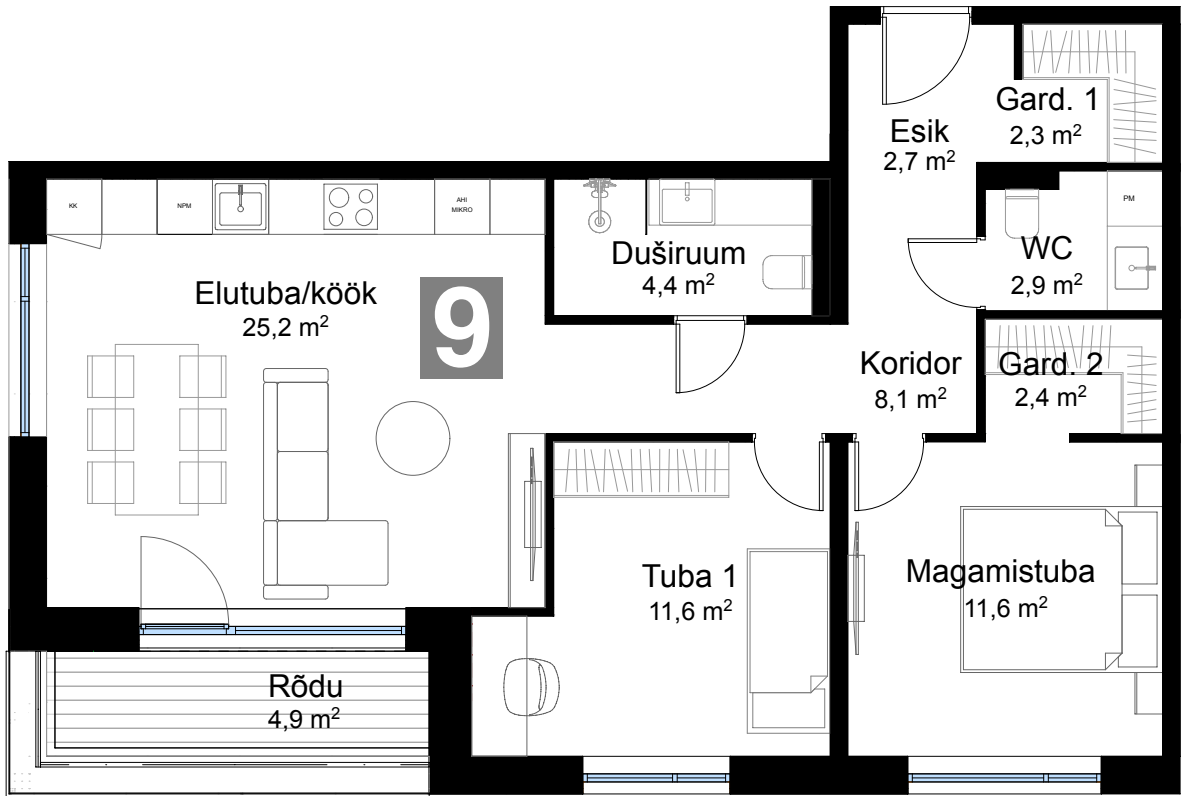 Gard. 1
2,3 m²
Esik
2,7 m²
KK
NPM
AHI
MIKRO
PM
Duširuum
4,4 m²
WC
2,9 m²
Elutuba/köök
25,2 m²
9
Koridor
8,1 m²
Gard. 2
2,4 m²
Tuba 1
11,6 m²
Magamistuba
11,6 m²
Rõdu
4,9 m²